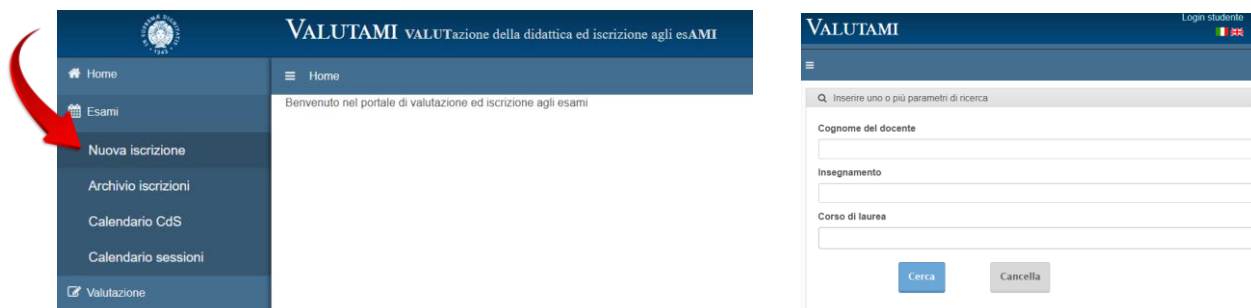 VALUTAMI VALUTazione della didattica ed iscrizione agli esAMI
Home
Esami
Nuova iscrizione
Archivio iscrizioni
Calendario CdS
Calendario sessioni
Valutazione
Home
Benvenuto nel portale di valutazione ed iscrizione agli esami
VALUTAMI
Login studente
Inserire uno o più parametri di ricerca
Cognome del docente
Insegnamento
Corso di laurea
Cerca
Cancella